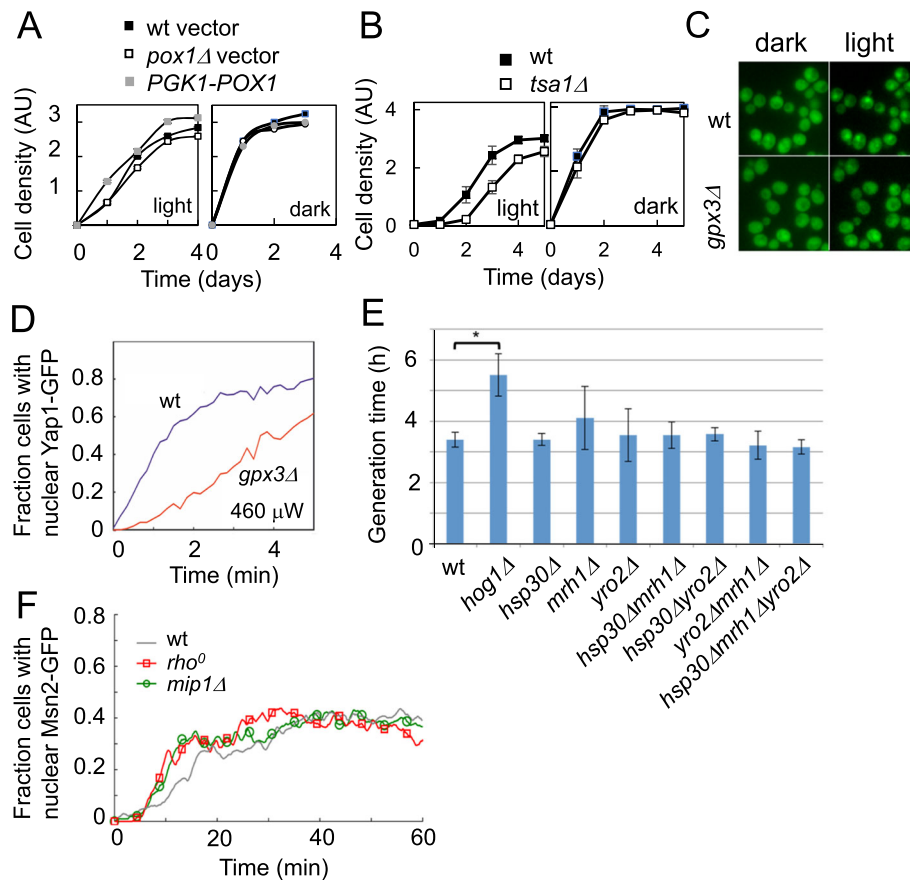 A
wt vector
pox1Δ vector
PGK1-POX1
Cell density (AU)
3
2
1
light
dark
0 2 4 0 2 4
Time (days)
B
wt
tsa1Δ
Cell density (AU)
4
2
0
light
dark
0 2 4 0 2 4
Time (days)
C
dark light
wt
gpx3Δ
D
Fraction cells with
nuclear Yap1-GFP
0.8
0.6
0.4
0.2
0
wt
gpx3Δ
460 µW
0 2 4
Time (min)
E
Generation time (h)
6
4
2
0
*
wt
hog1Δ
hsp30Δ
mrh1Δ
yro2Δ
hsp30Δmrh1Δ
hsp30Δyro2Δ
yro2Δmrh1Δ
hsp30Δmrh1Δyro2Δ
F
Fraction cells with
nuclear Msn2-GFP
0.8
0.6
0.4
0.2
0
wt
rho⁰
mip1Δ
0 20 40 60
Time (min)